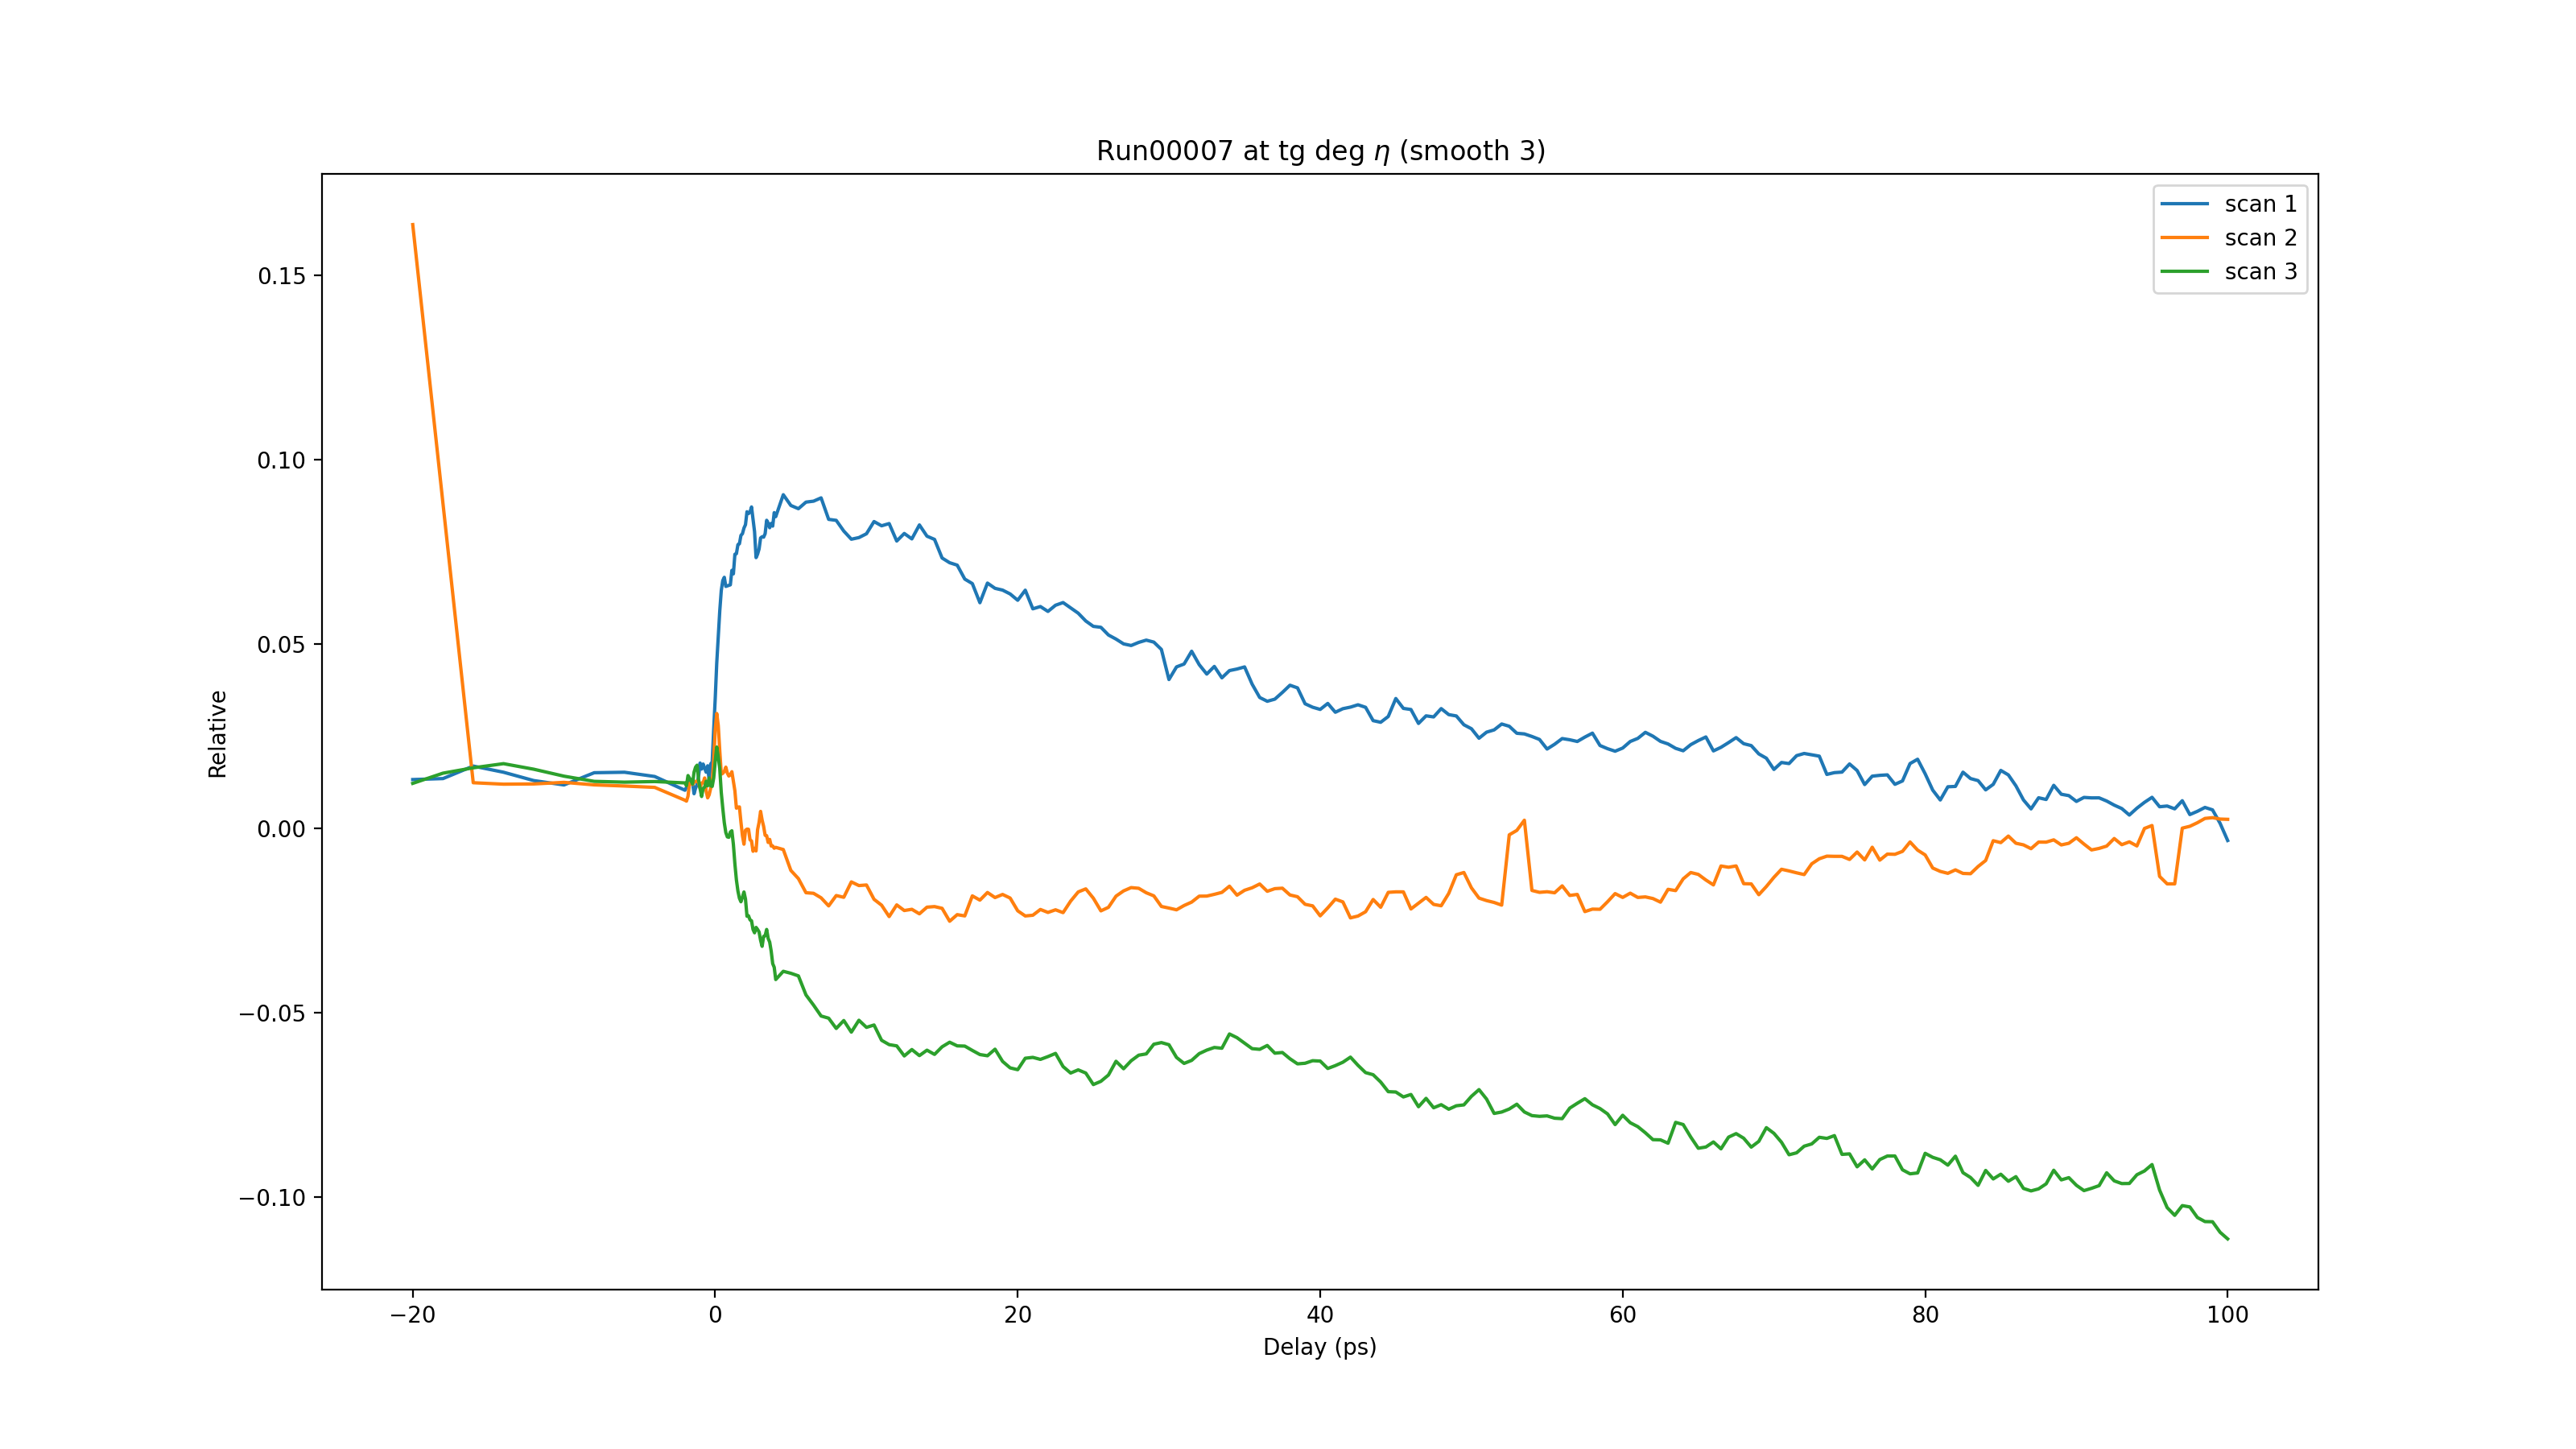 Run00007 at tg deg η (smooth 3)
scan 1
scan 2
scan 3
0.15
0.10
0.05
0.00
−0.05
−0.10
Relative
−20
0
20
40
60
80
100
Delay (ps)